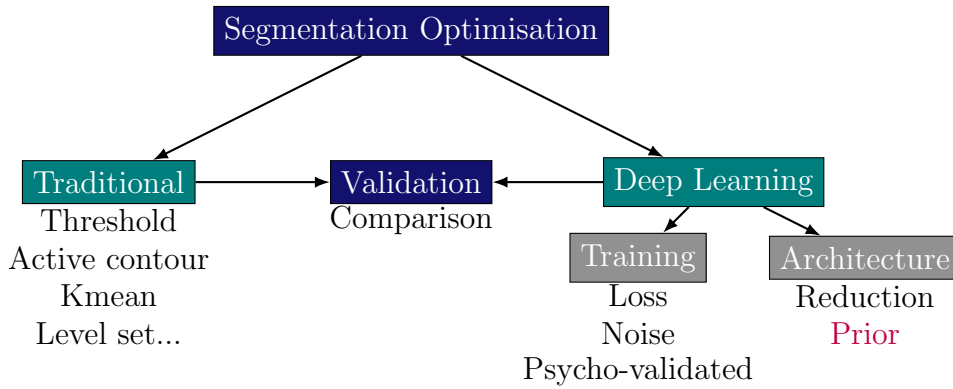 Segmentation Optimisation
Traditional
Threshold
Active contour
Kmean
Level set...
Validation
Comparison
Deep Learning
Training
Loss
Noise
Psycho-validated
Architecture
Reduction
Prior